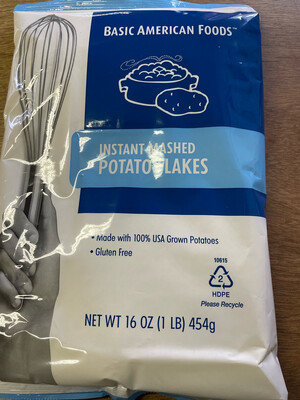 BASIC AMERICAN FOODS™
INSTANT MASHED
POTATO FLAKES
• Made with 100% USA Grown Potatoes
• Gluten Free
10615
2
HDPE
Please Recycle
NET WT 16 OZ (1 LB) 454g